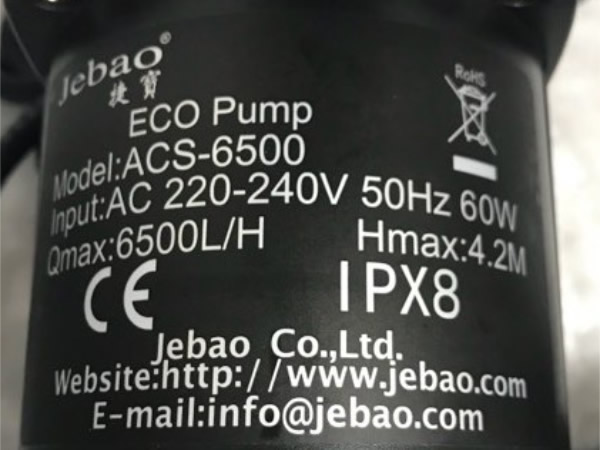 Jebao®
捷寶
RoHS
ECO Pump
Model:ACS-6500
Input:AC 220-240V 50Hz 60W
Qmax:6500L/H Hmax:4.2M
CE IPX8
Jebao Co.,Ltd.
Website:http://www.jebao.com
E-mail:info@jebao.com